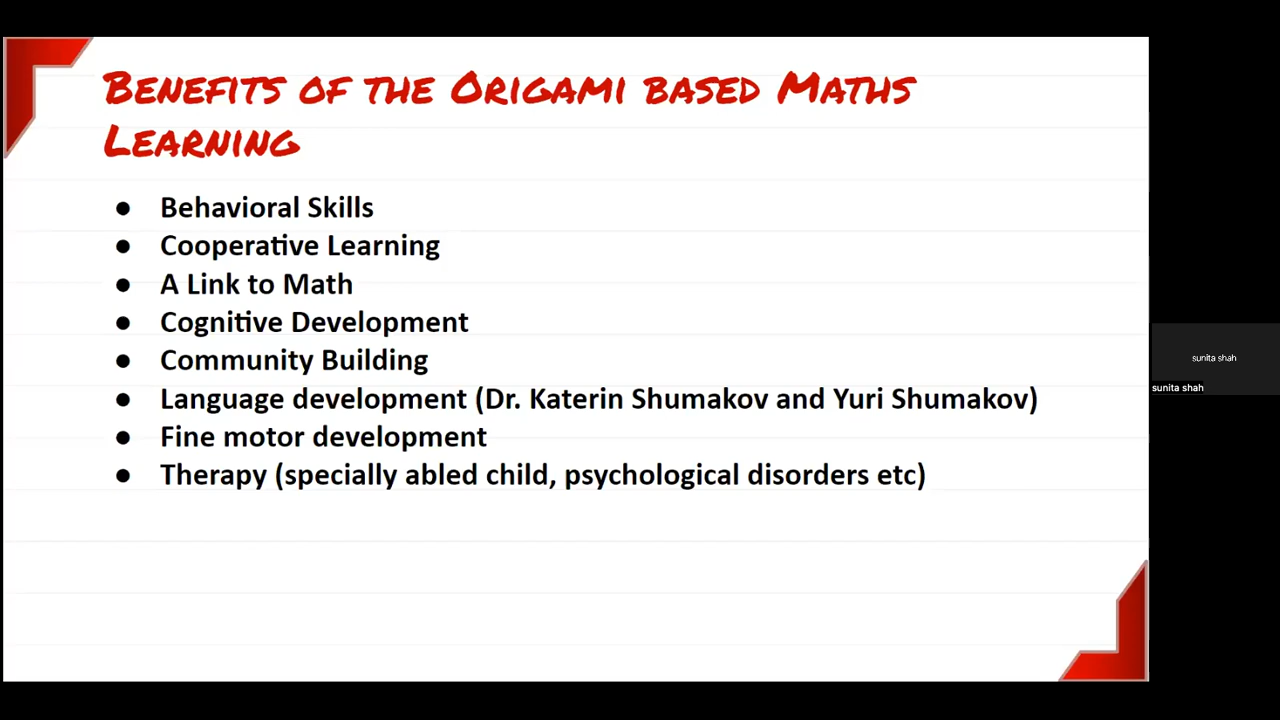 Benefits of the Origami based Maths
Learning
● Behavioral Skills
● Cooperative Learning
● A Link to Math
● Cognitive Development
● Community Building
● Language development (Dr. Katerin Shumakov and Yuri Shumakov)
● Fine motor development
● Therapy (specially abled child, psychological disorders etc)
sunita shah
sunita shah